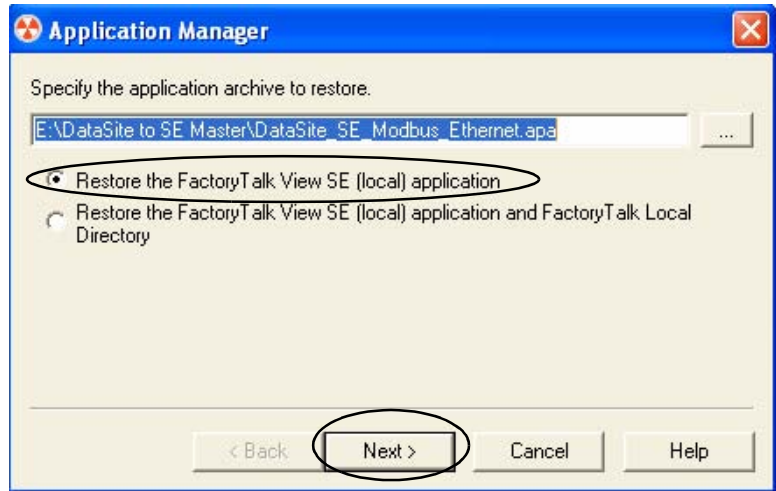 Application Manager
Specify the application archive to restore.
E:\DataSite to SE Master\DataSite_SE_Modbus_Ethernet.apa
...
Restore the FactoryTalk View SE (local) application
Restore the FactoryTalk View SE (local) application and FactoryTalk Local
Directory
< Back
Next >
Cancel
Help